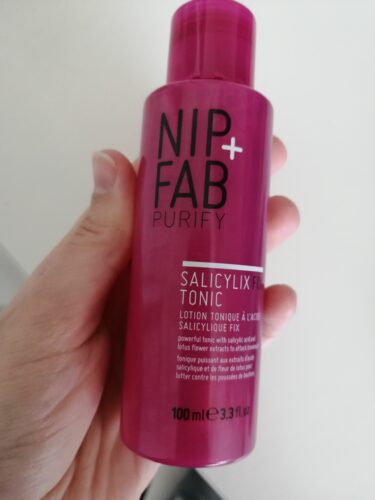 NIP+
FAB
PURIFY
SALICYLIX
TONIC
LOTION TONIQUE À L'ACIDE
SALICYLIQUE FIX
powerful tonic with salicylic acid and
lotus flower extracts to attack
tonique puissant aux extraits d'acide
salicylique et de fleur de lotus pour
lutter contre les poussées de boutons
100 ml e 3.3 fl.oz